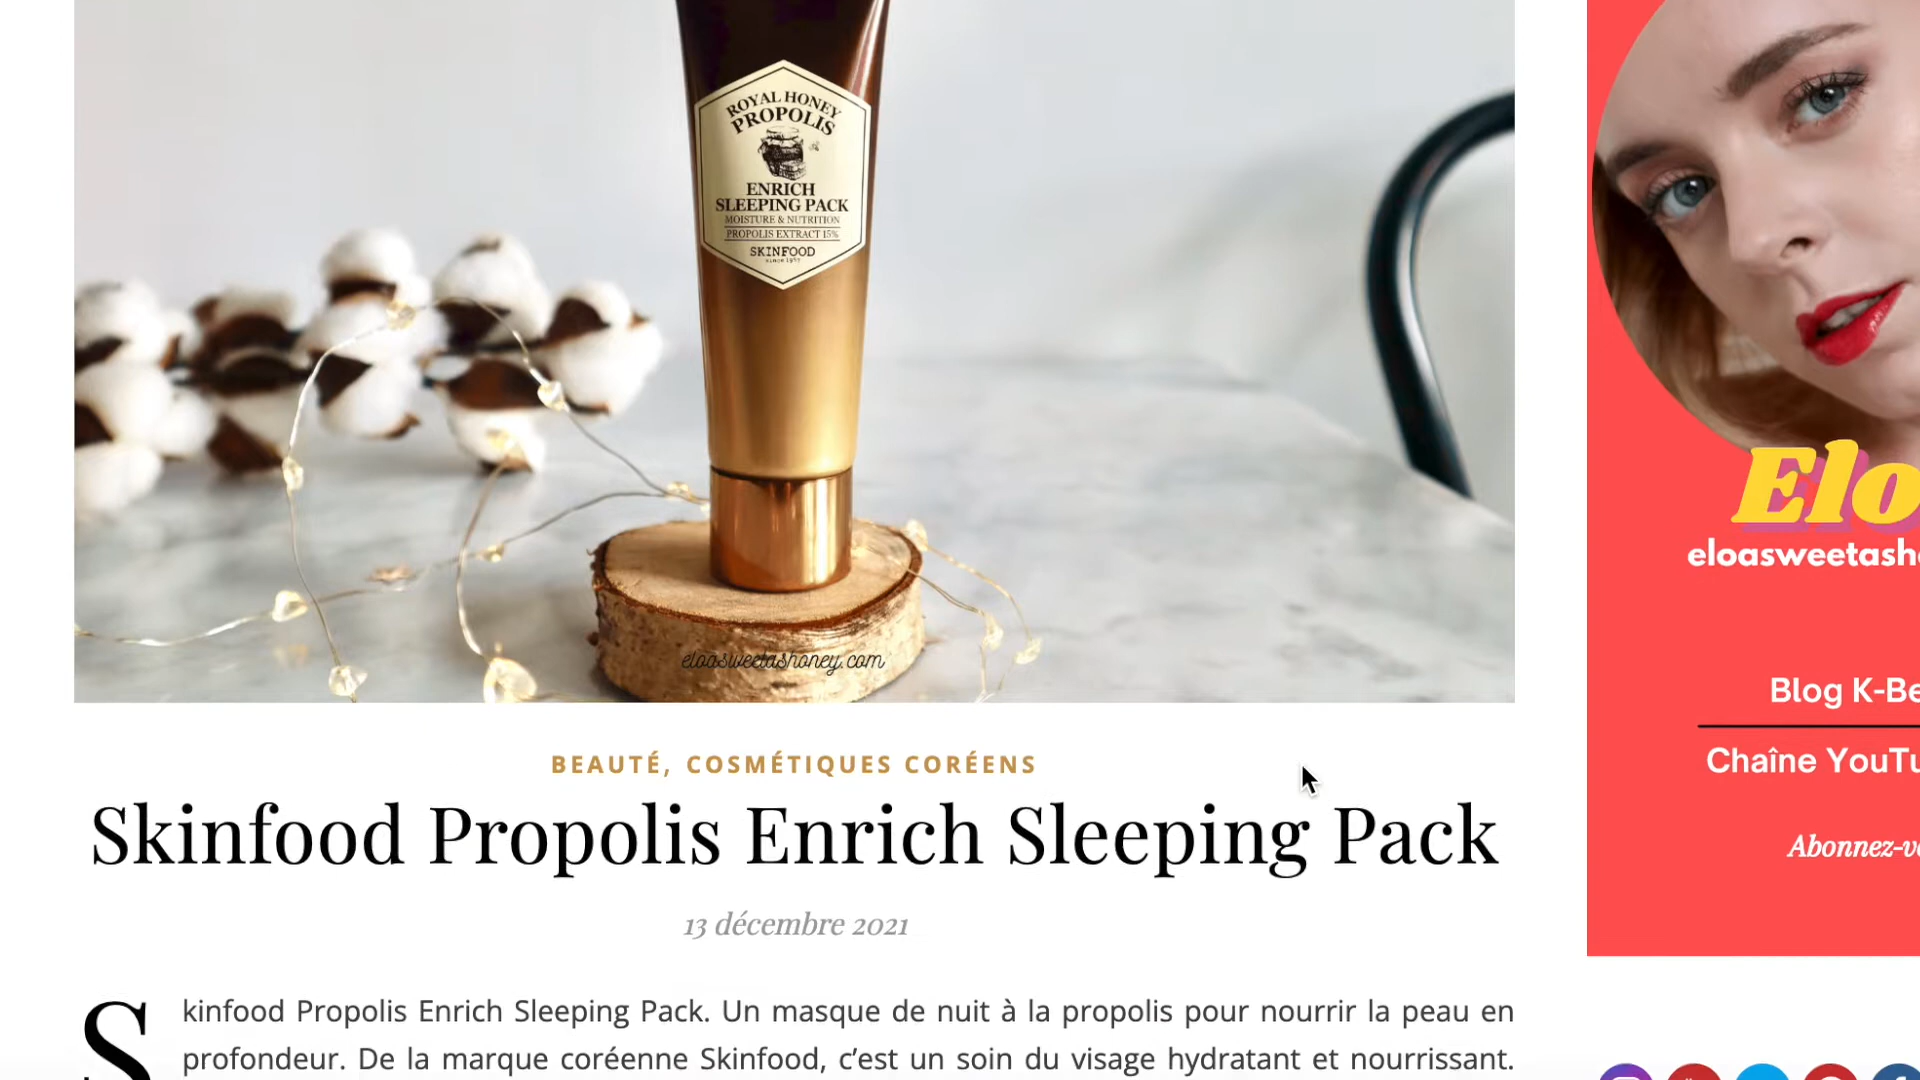 ROYAL HONEY
PROPOLIS
ENRICH
SLEEPING PACK
MOISTURE & NUTRITION
PROPOLIS EXTRACT 15%
SKINFOOD
SINCE 1957
eloasweetashoney.com
BEAUTÉ, COSMÉTIQUES CORÉENS
Skinfood Propolis Enrich Sleeping Pack
13 décembre 2021
Skinfood Propolis Enrich Sleeping Pack. Un masque de nuit à la propolis pour nourrir la peau en
profondeur. De la marque coréenne Skinfood, c’est un soin du visage hydratant et nourrissant.
Elo
eloasweetash
Blog K-Be
Chaîne YouTu
Abonnez-v